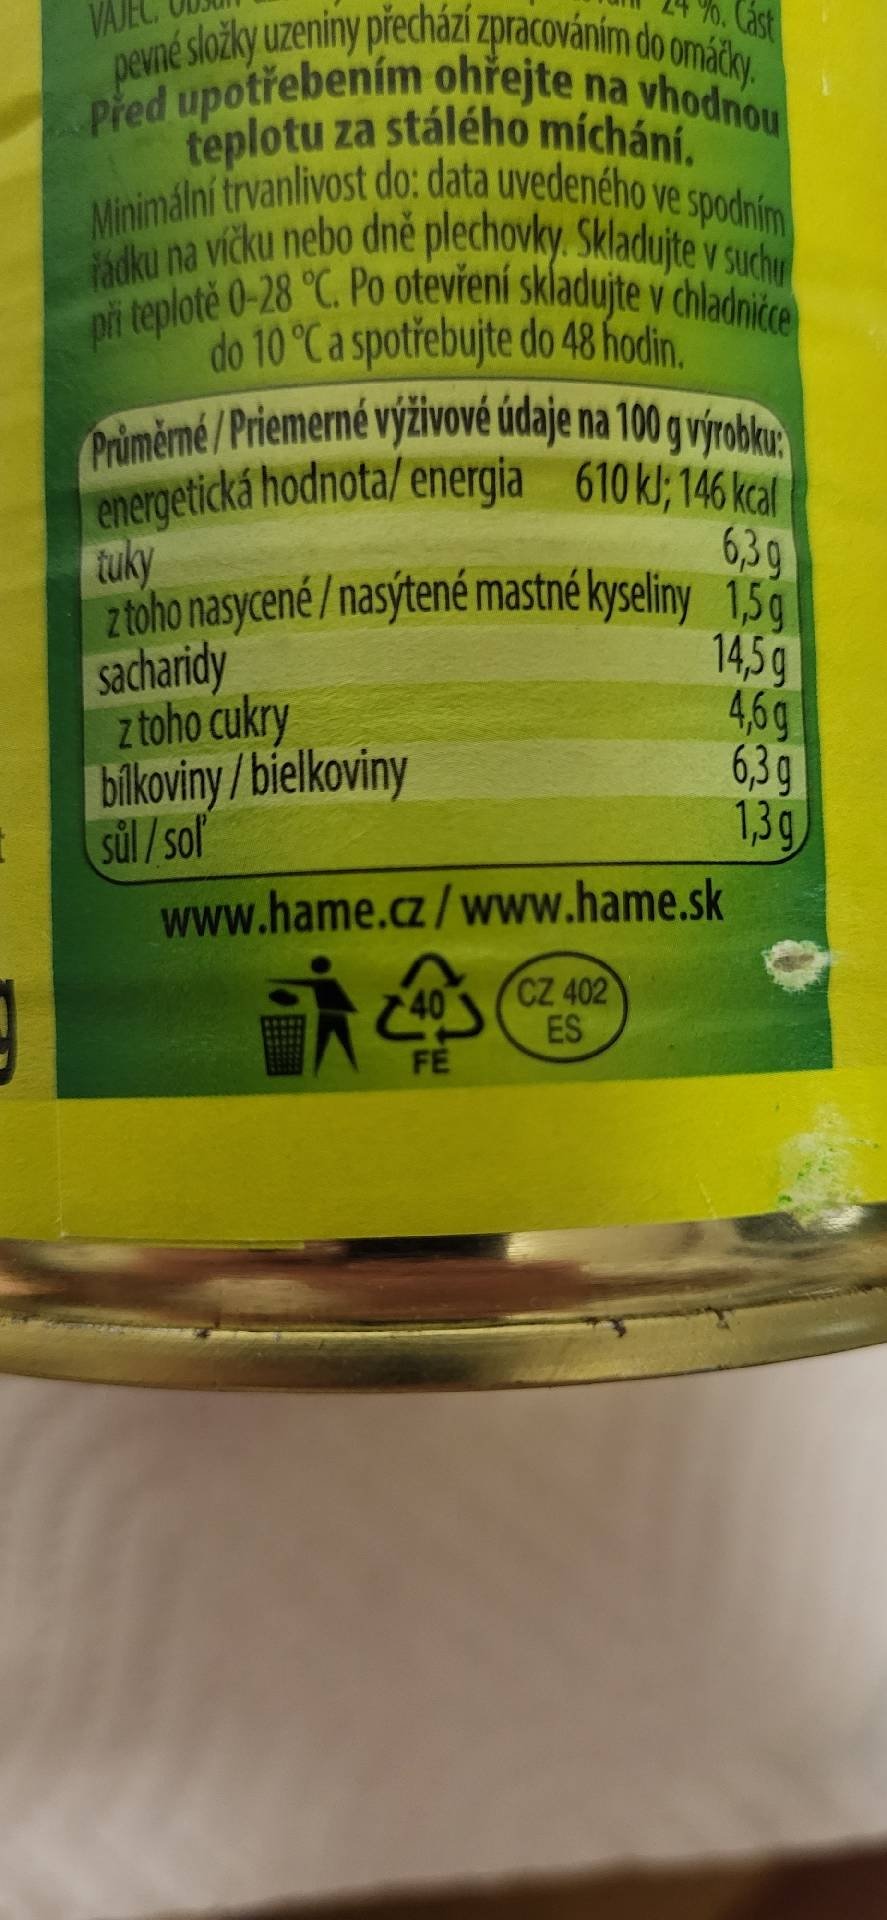 VAJEC.
24 %. Část
pevné složky uzeniny přechází zpracováním do omáčky.
Před upotřebením ohřejte na vhodnou
teplotu za stálého míchání.
Minimální trvanlivost do: data uvedeného ve spodním
řádku na víčku nebo dně plechovky. Skladujte v suchu
při teplotě 0-28 °C. Po otevření skladujte v chladničce
do 10 °C a spotřebujte do 48 hodin.
Průměrné / Priemerné výživové údaje na 100 g výrobku:
energetická hodnota/ energia 610 kJ; 146 kcal
tuky 6,3 g
z toho nasycené / nasýtené mastné kyseliny 1,5 g
sacharidy 14,5 g
z toho cukry 4,6 g
bílkoviny / bielkoviny 6,3 g
sůl / soľ 1,3 g
www.hame.cz / www.hame.sk
40
FE
CZ 402
ES